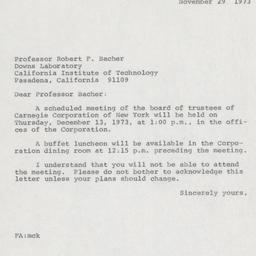 November 29 1973
Professor Robert F. Bacher
Downs Laboratory
California Institute of Technology
Pasadena, California 91109
Dear Professor Bacher:
A scheduled meeting of the board of trustees of
Carnegie Corporation of New York will be held on
Thursday, December 13, 1973, at 1:00 p.m., in the offi-
ces of the Corporation.
A buffet luncheon will be available in the Corpo-
ration dining room at 12:15 p.m. preceding the meeting.
I understand that you will not be able to attend
the meeting. Please do not bother to acknowledge this
letter unless your plans should change.
Sincerely yours,
FA:mck